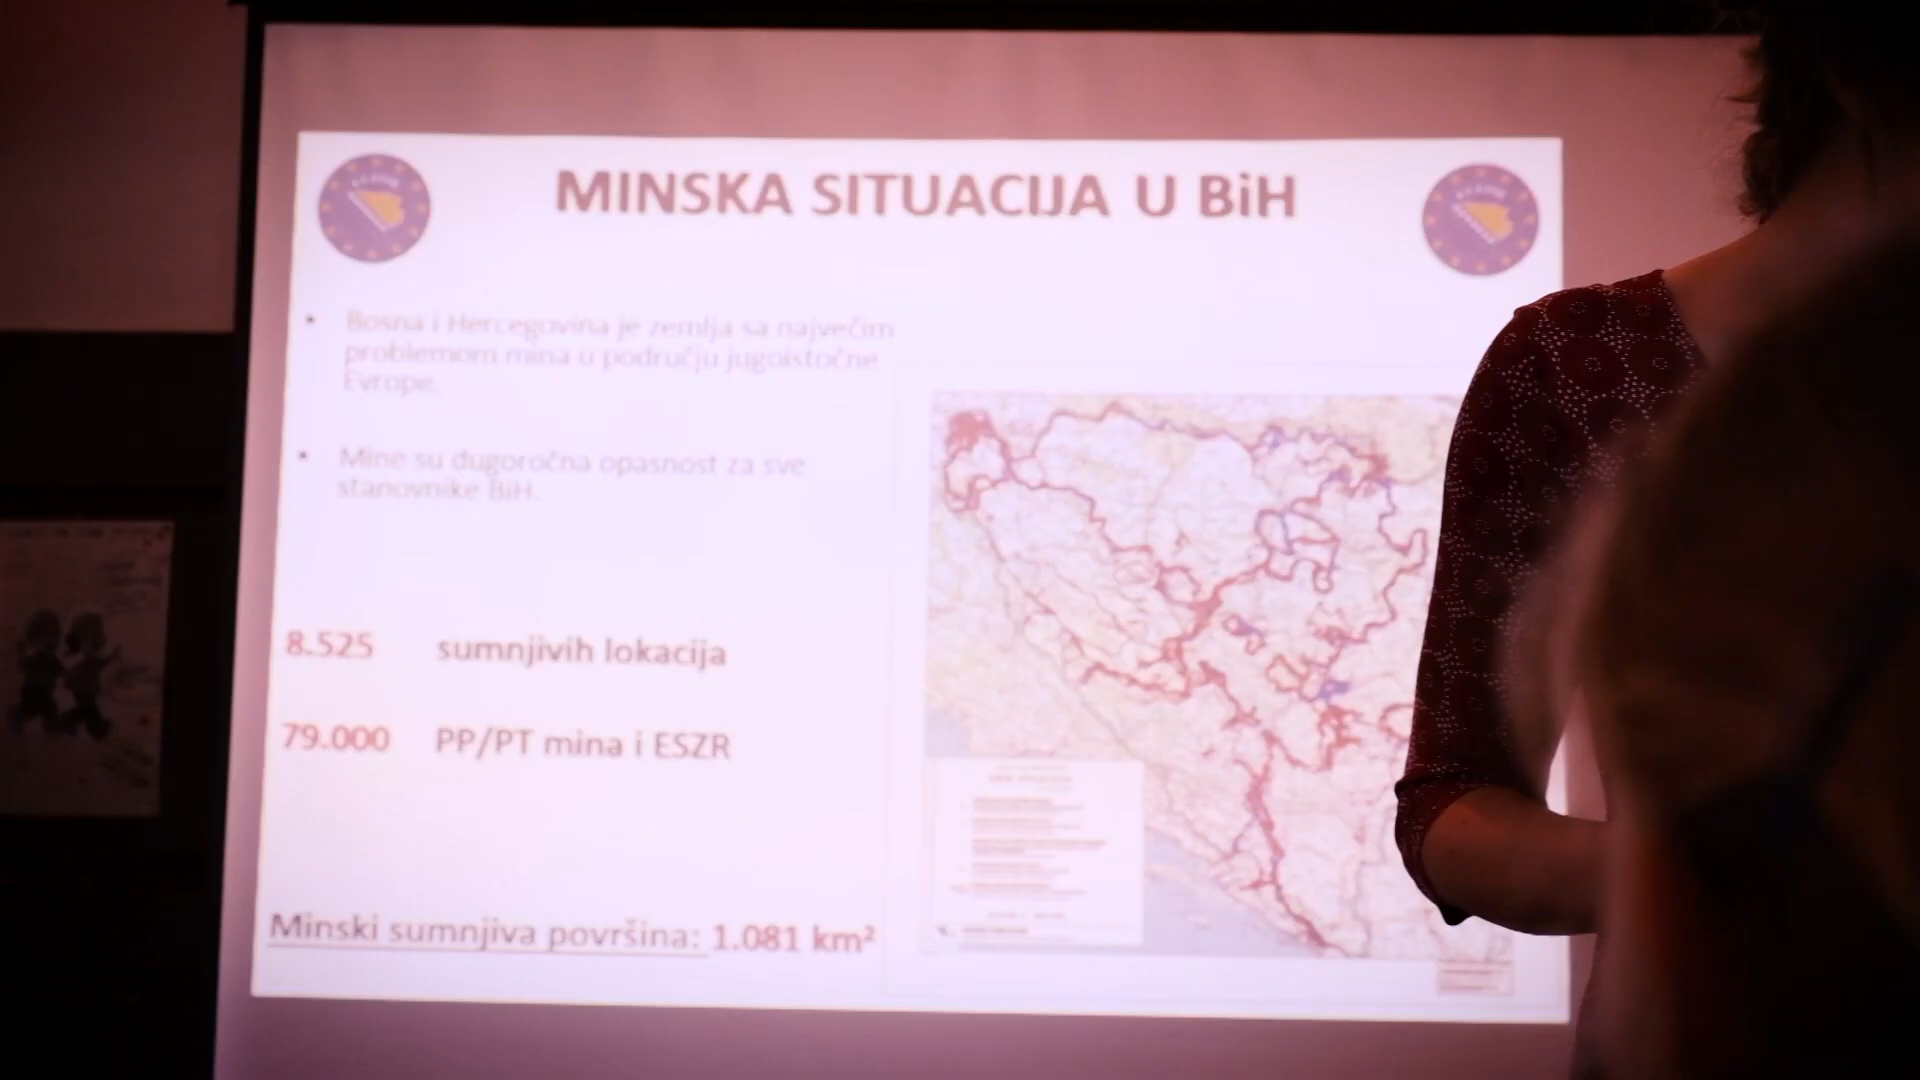 MINSKA SITUACIJA U BiH
• Bosna i Hercegovina je zemlja sa najvećim
problemom mina u području jugoistočne
Evrope.
• Mine su dugoročna opasnost za sve
stanovnike BiH.
8.525 sumnjivih lokacija
79.000 PP/PT mina i ESZR
Minski sumnjiva površina: 1.081 km²